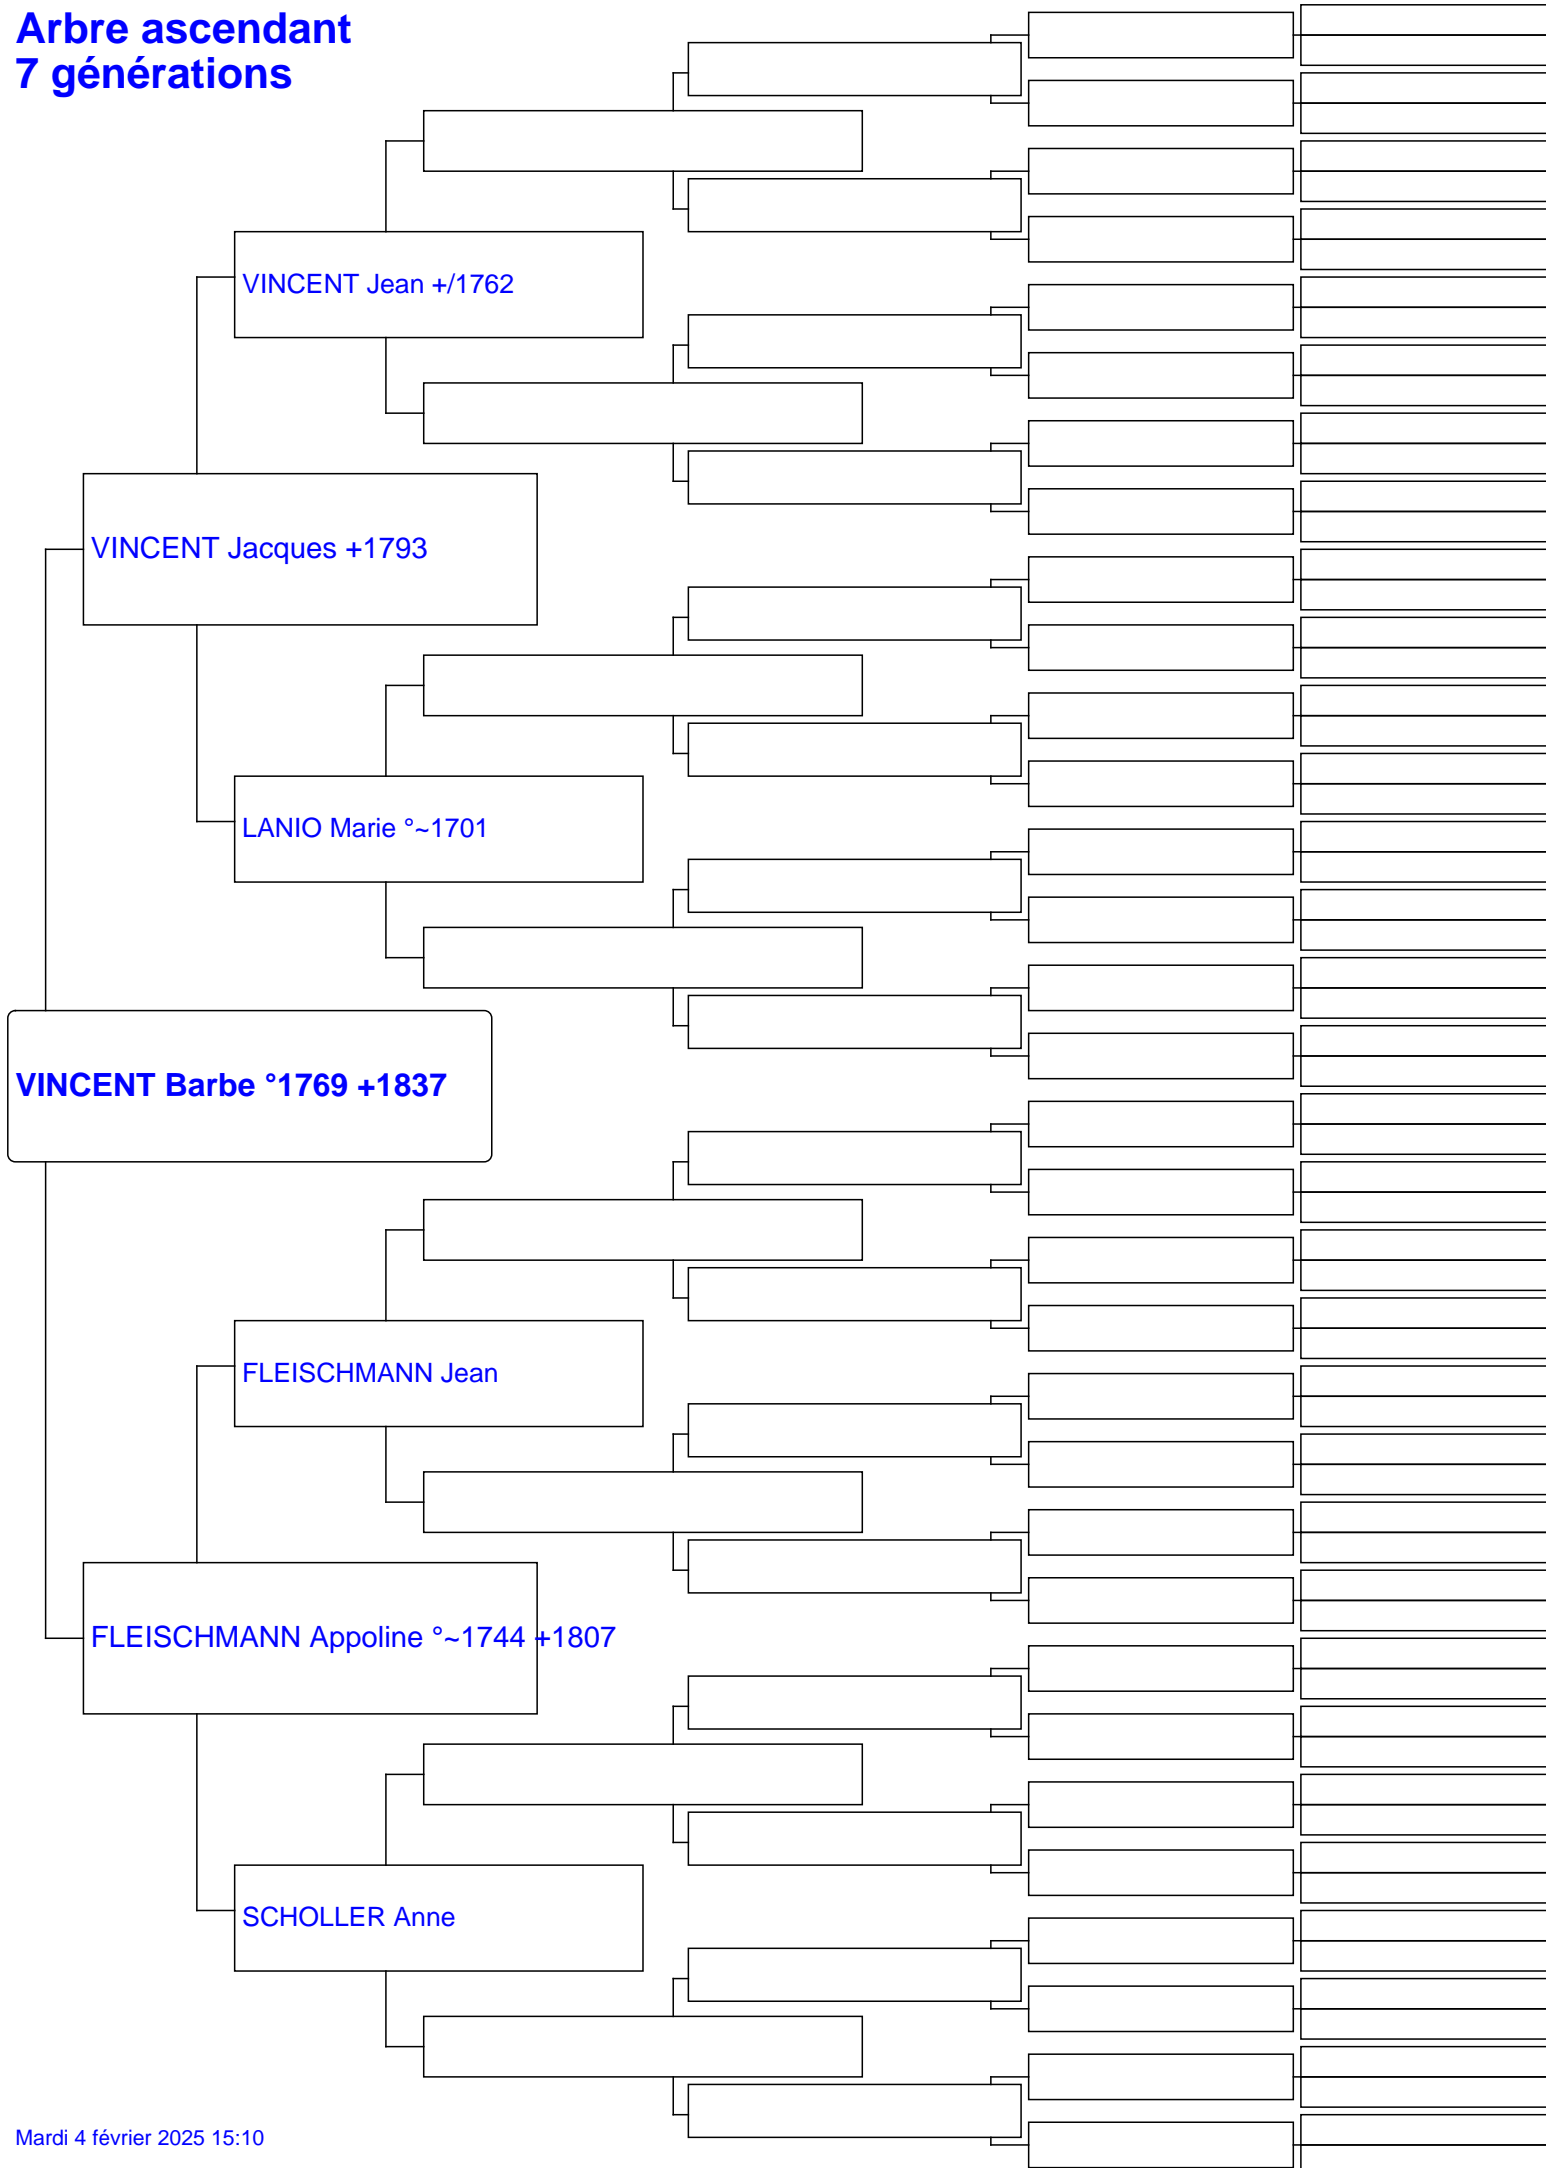 Arbre ascendant
7 générations
VINCENT Jean +/1762
VINCENT Jacques +1793
LANIO Marie °~1701
VINCENT Barbe °1769 +1837
FLEISCHMANN Jean
FLEISCHMANN Appoline °~1744 +1807
SCHOLLER Anne
Mardi 4 février 2025 15:10